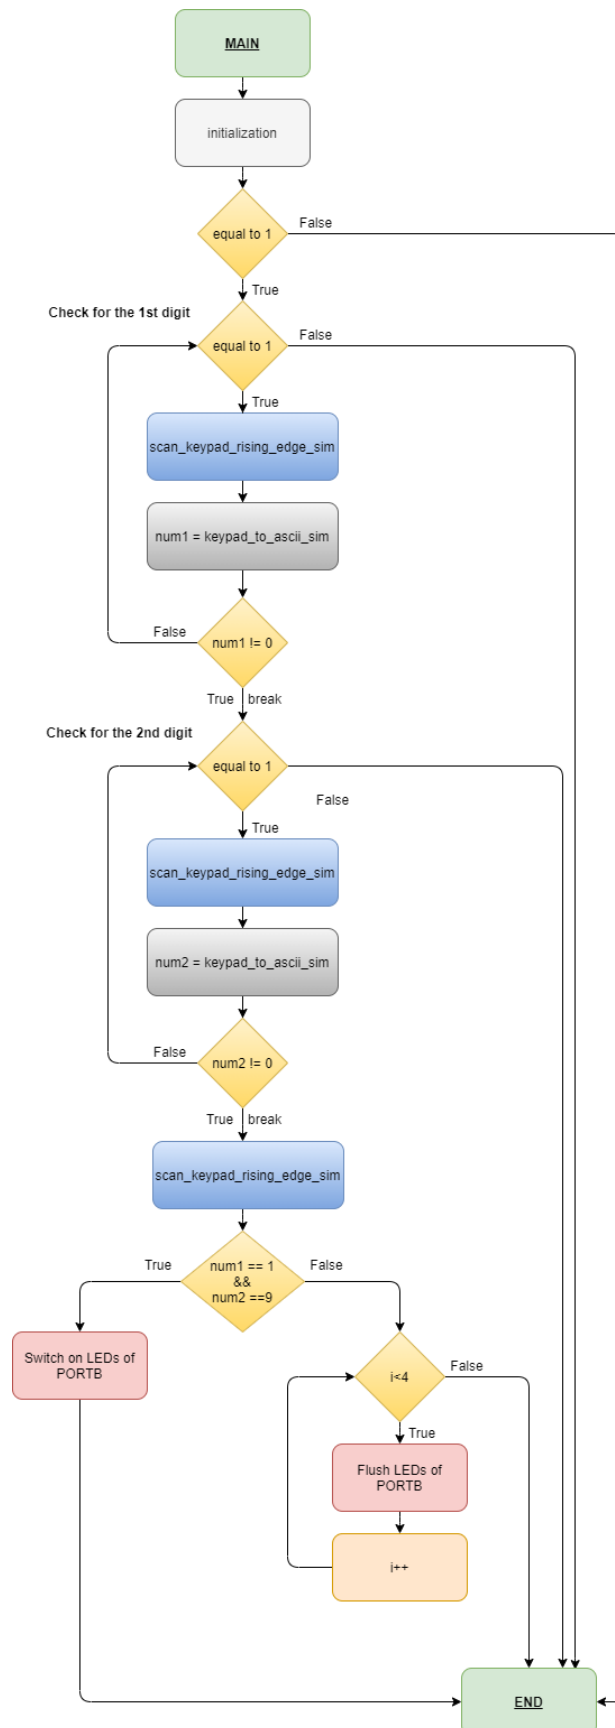 MAIN
initialization
equal to 1
False
True
Check for the 1st digit
equal to 1
False
True
scan_keypad_rising_edge_sim
num1 = keypad_to_ascii_sim
False
num1 != 0
True break
Check for the 2nd digit
equal to 1
False
True
scan_keypad_rising_edge_sim
num2 = keypad_to_ascii_sim
False
num2 != 0
True break
scan_keypad_rising_edge_sim
True
num1 == 1
&&
num2 ==9
False
Switch on LEDs of
PORTB
i<4
False
True
Flush LEDs of
PORTB
i++
END